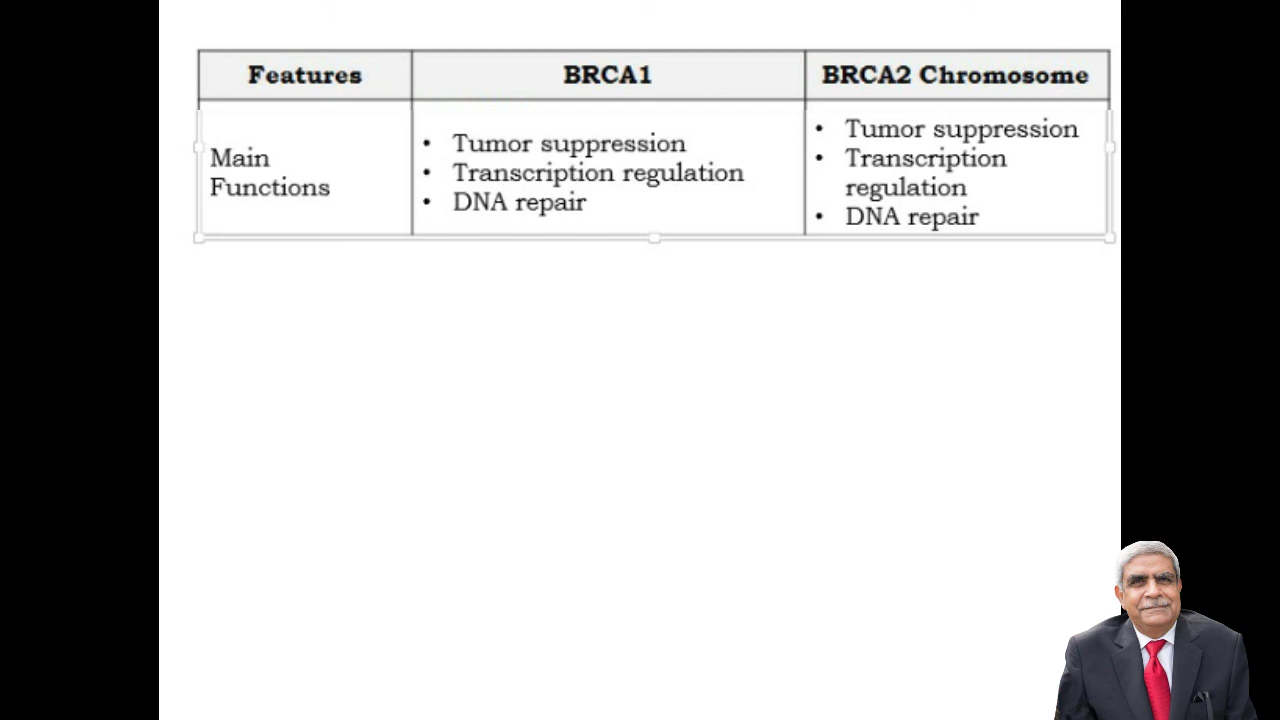 Features BRCA1 BRCA2 Chromosome
Main
Functions
• Tumor suppression
• Transcription regulation
• DNA repair
• Tumor suppression
• Transcription
regulation
• DNA repair